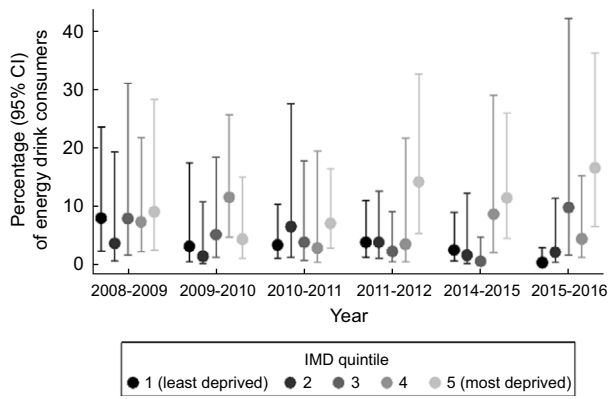 Percentage (95% CI)
of energy drink consumers
40
30
20
10
0
2008-2009 2009-2010 2010-2011 2011-2012 2014-2015 2015-2016
Year
IMD quintile
1 (least deprived) 2 3 4 5 (most deprived)